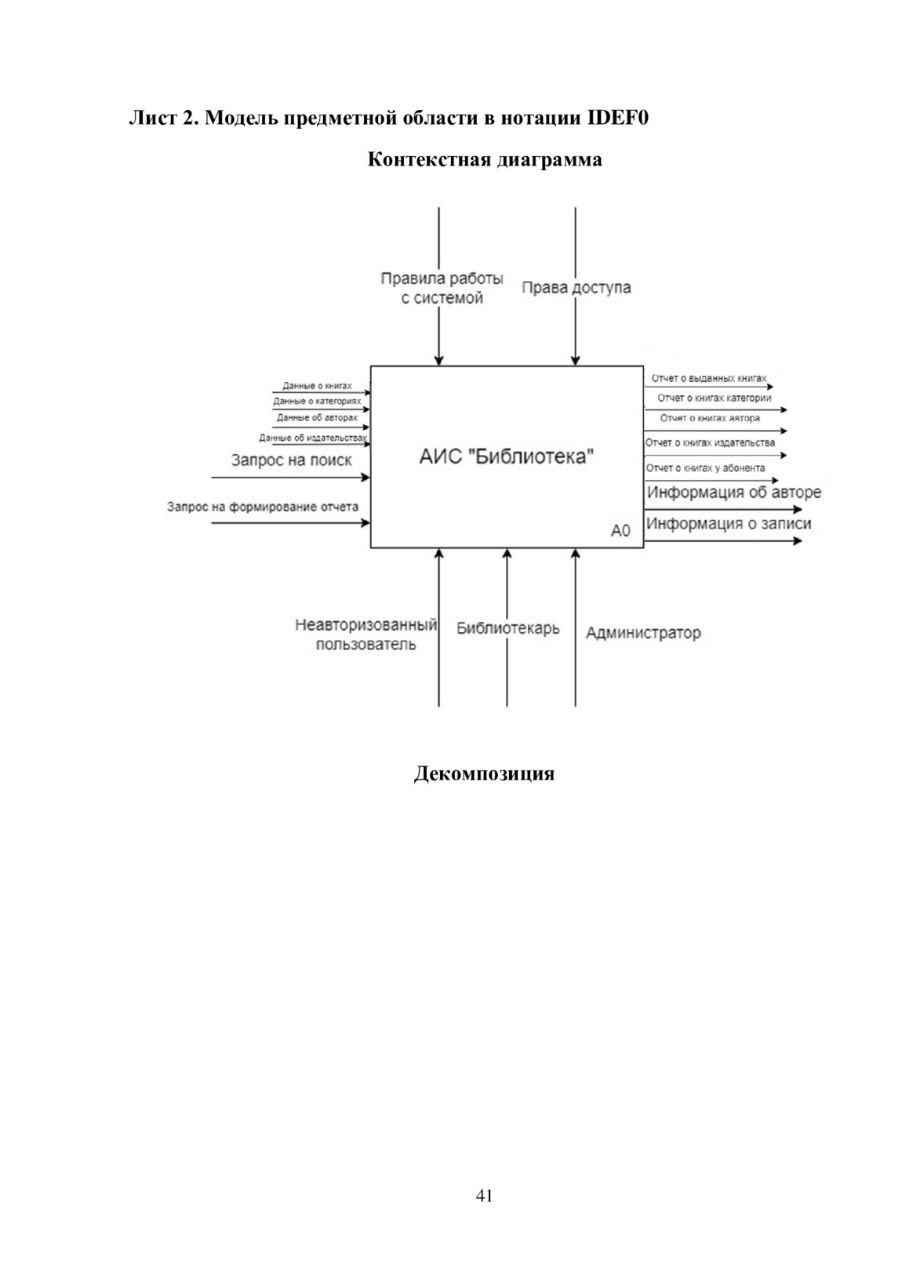 Лист 2. Модель предметной области в нотации IDEF0
Контекстная диаграмма
Правила работы
с системой
Права доступа
Данные о книгах
Данные о категориях
Данные об авторах
Данные об издательствах
Запрос на поиск
Запрос на формирование отчета
АИС "Библиотека"
A0
Отчет о выданных книгах
Отчет о книгах категории
Отчет о книгах автора
Отчет о книгах издательства
Отчет о книгах у абонента
Информация об авторе
Информация о записи
Неавторизованный
пользователь
Библиотекарь
Администратор
Декомпозиция
41